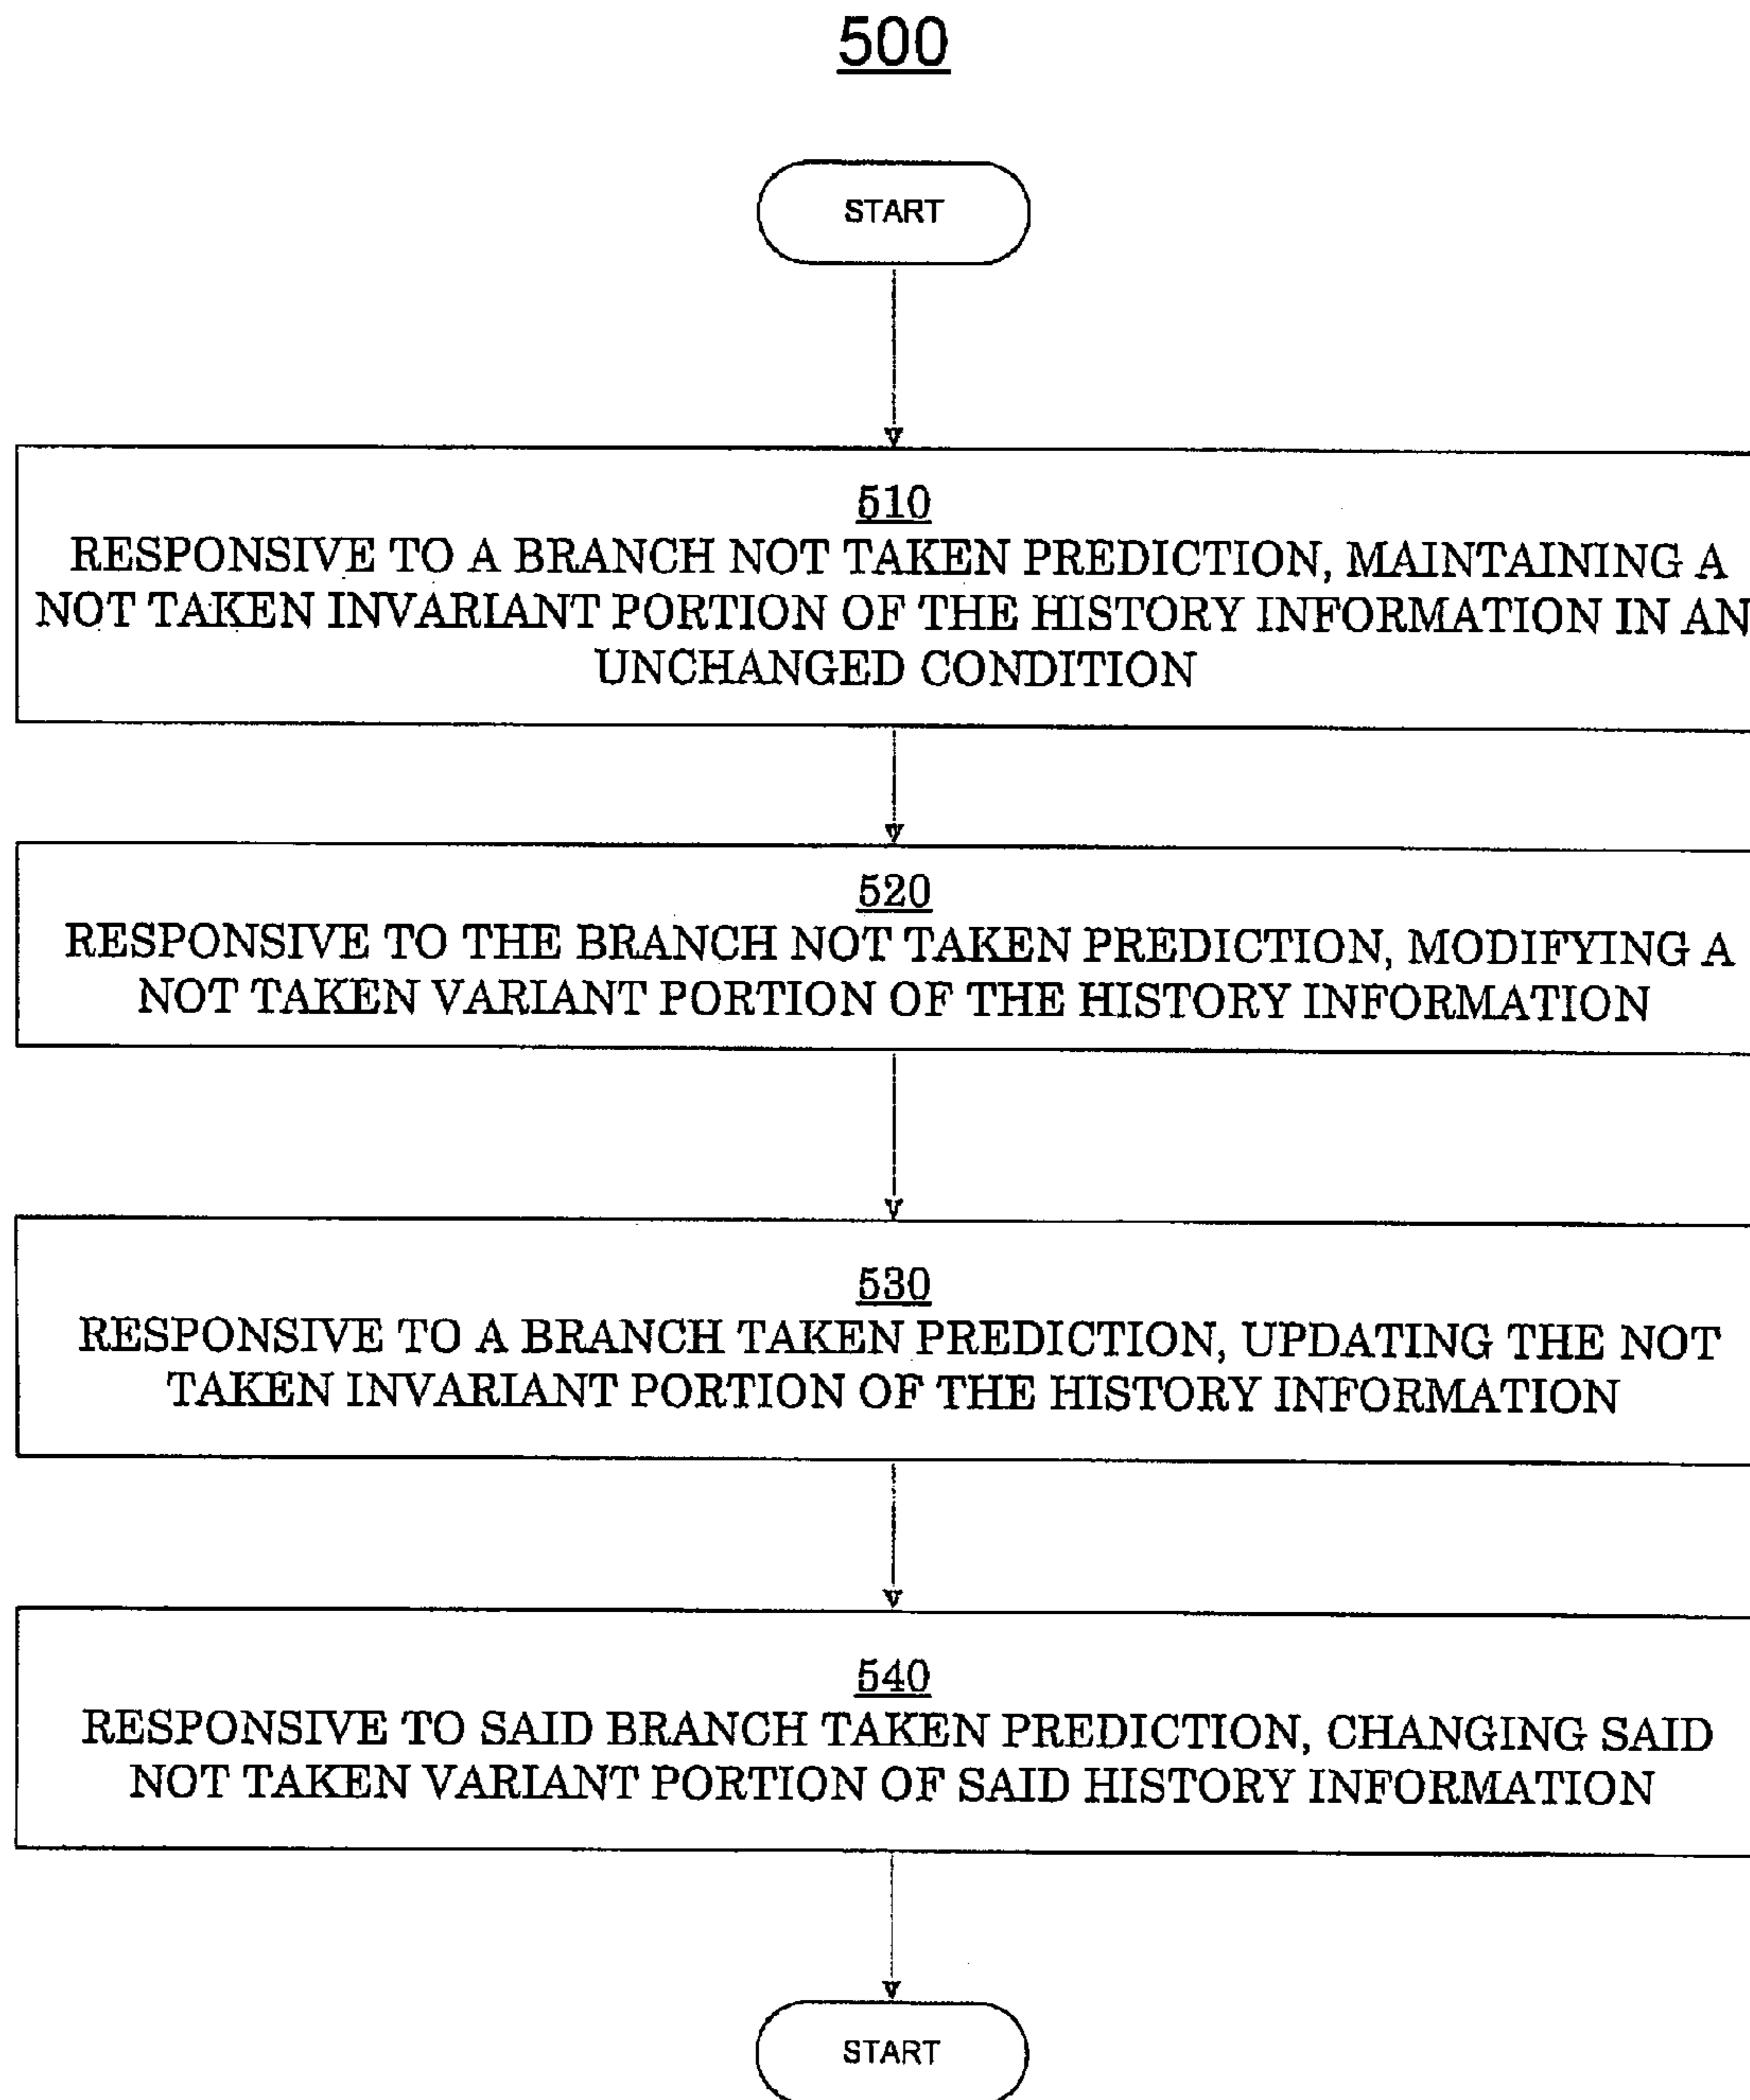 500
START
510
RESPONSIVE TO A BRANCH NOT TAKEN PREDICTION, MAINTAINING A
NOT TAKEN INVARIANT PORTION OF THE HISTORY INFORMATION IN AN
UNCHANGED CONDITION
520
RESPONSIVE TO THE BRANCH NOT TAKEN PREDICTION, MODIFYING A
NOT TAKEN VARIANT PORTION OF THE HISTORY INFORMATION
530
RESPONSIVE TO A BRANCH TAKEN PREDICTION, UPDATING THE NOT
TAKEN INVARIANT PORTION OF THE HISTORY INFORMATION
540
RESPONSIVE TO SAID BRANCH TAKEN PREDICTION, CHANGING SAID
NOT TAKEN VARIANT PORTION OF SAID HISTORY INFORMATION
START